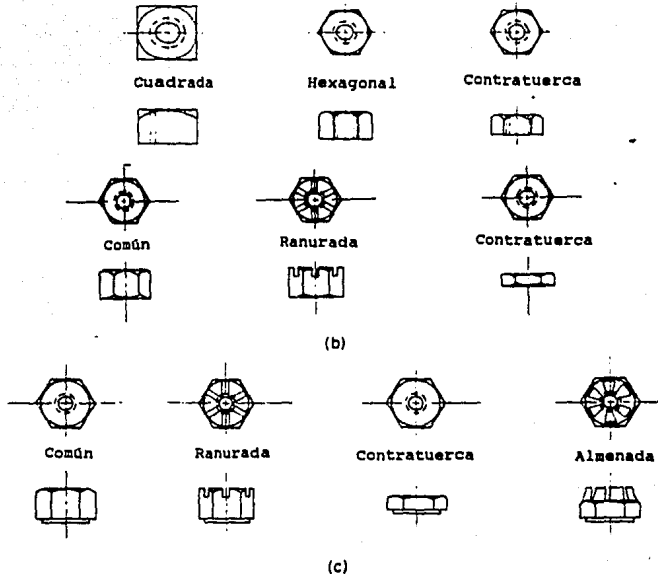 Cuadrada Hexagonal Contratuerca
Común Ranurada Contratuerca
(b)
Común Ranurada Contratuerca Almenada
(c)